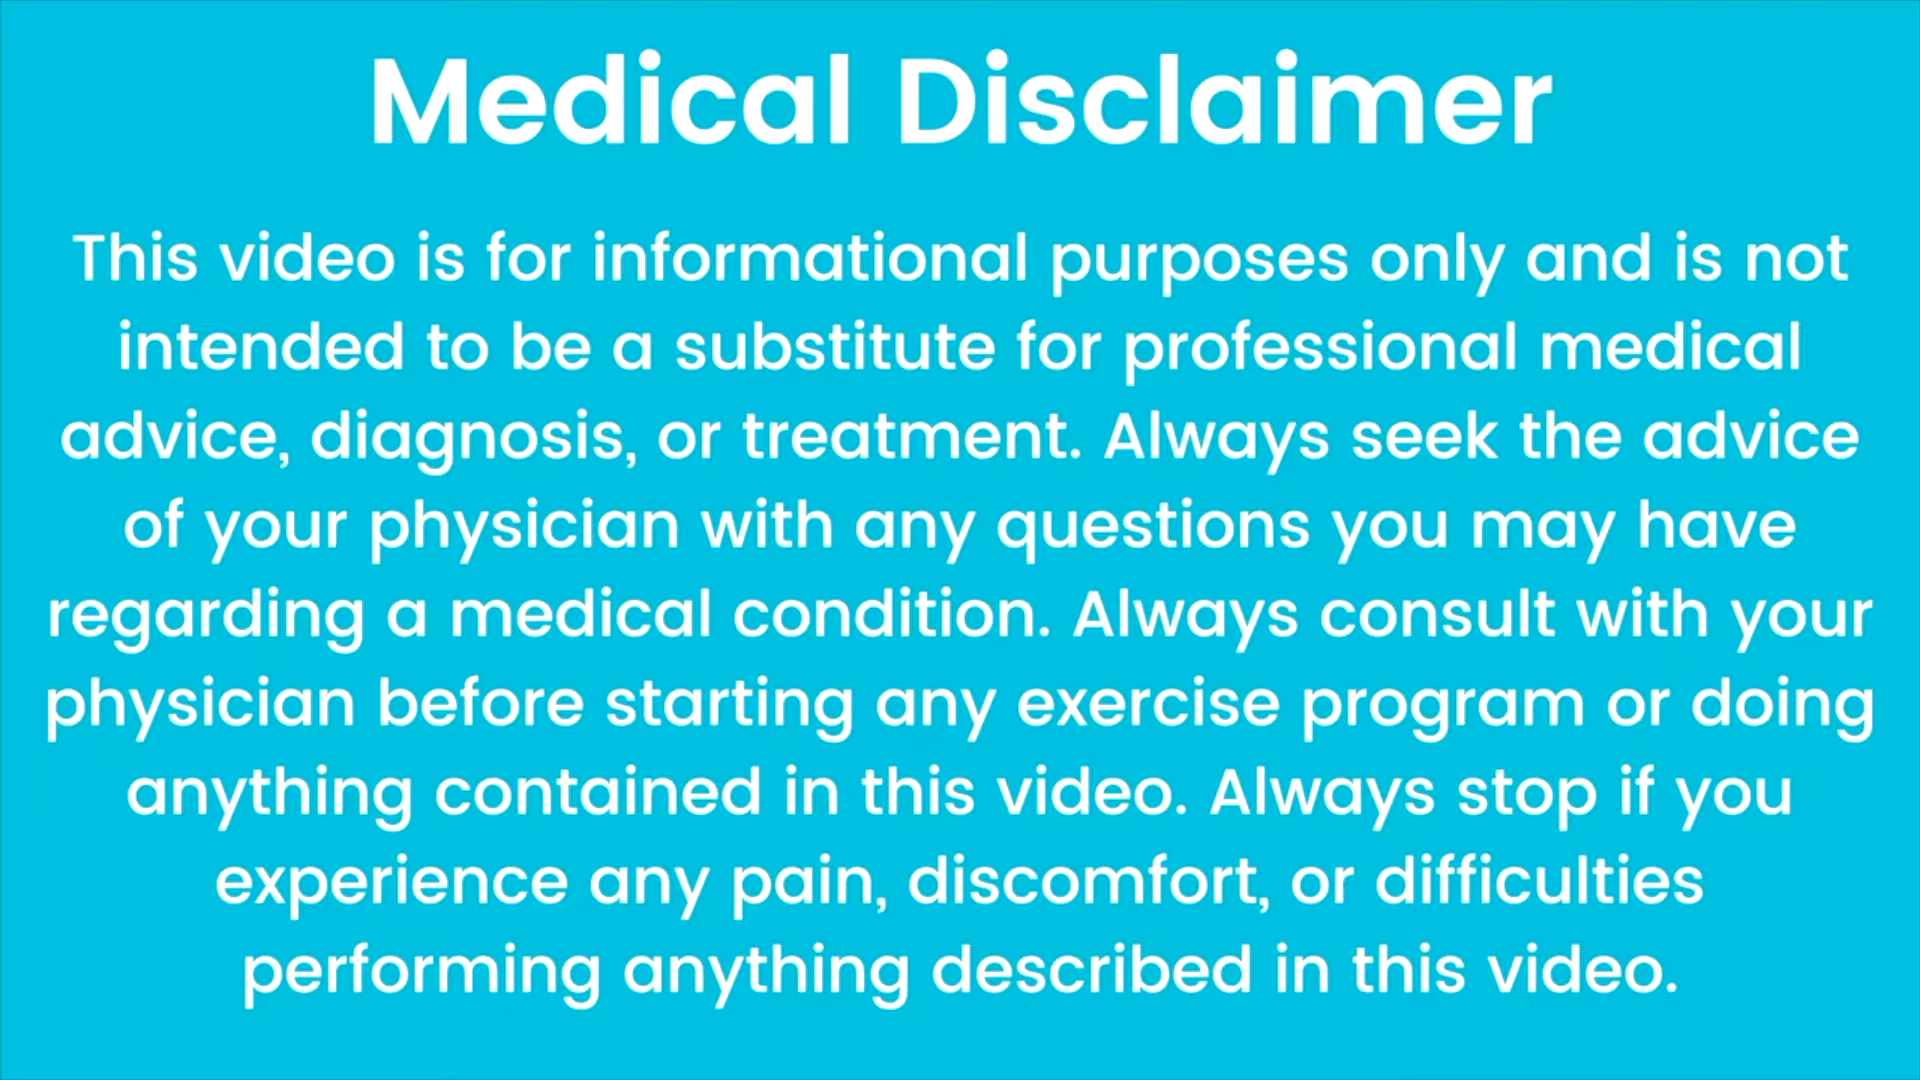 Medical Disclaimer
This video is for informational purposes only and is not
intended to be a substitute for professional medical
advice, diagnosis, or treatment. Always seek the advice
of your physician with any questions you may have
regarding a medical condition. Always consult with your
physician before starting any exercise program or doing
anything contained in this video. Always stop if you
experience any pain, discomfort, or difficulties
performing anything described in this video.